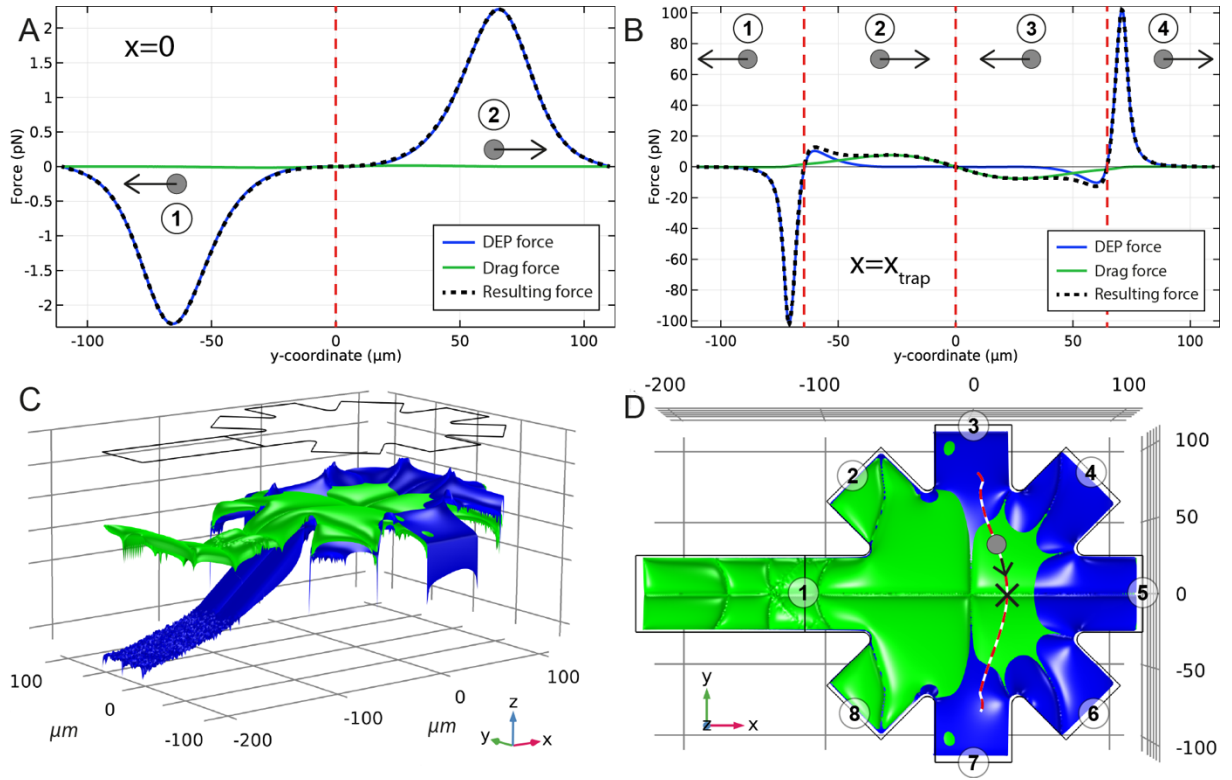 A
x=0
Force (pN)
2
1.5
1
0.5
0
-0.5
-1
-1.5
-2
1
2
DEP force
Drag force
Resulting force
-100
-50
0
50
100
y-coordinate (µm)
B
1
2
3
4
Force (pN)
100
80
60
40
20
0
-20
-40
-60
-80
-100
x=x trap
DEP force
Drag force
Resulting force
-100
-50
0
50
100
y-coordinate (µm)
C
100
0
-100
µm
-200
-100
0
100
µm
z
y
x
D
-200
-100
0
100
100
50
0
-50
-100
1
2
3
4
5
6
7
8
y
z
x